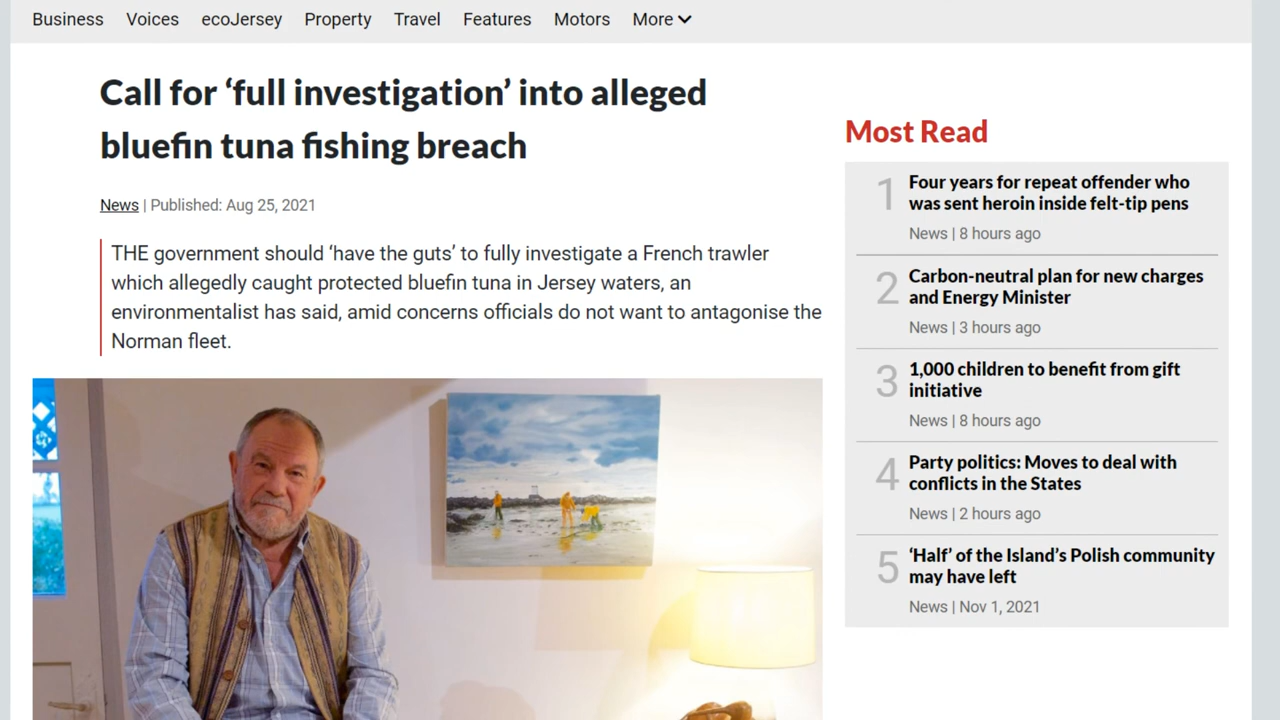 Business Voices ecoJersey Property Travel Features Motors More
Call for ‘full investigation’ into alleged
bluefin tuna fishing breach
News | Published: Aug 25, 2021
THE government should ‘have the guts’ to fully investigate a French trawler
which allegedly caught protected bluefin tuna in Jersey waters, an
environmentalist has said, amid concerns officials do not want to antagonise the
Norman fleet.
Most Read
1 Four years for repeat offender who
was sent heroin inside felt-tip pens
News | 8 hours ago
2 Carbon-neutral plan for new charges
and Energy Minister
News | 3 hours ago
3 1,000 children to benefit from gift
initiative
News | 8 hours ago
4 Party politics: Moves to deal with
conflicts in the States
News | 2 hours ago
5 ‘Half’ of the Island’s Polish community
may have left
News | Nov 1, 2021